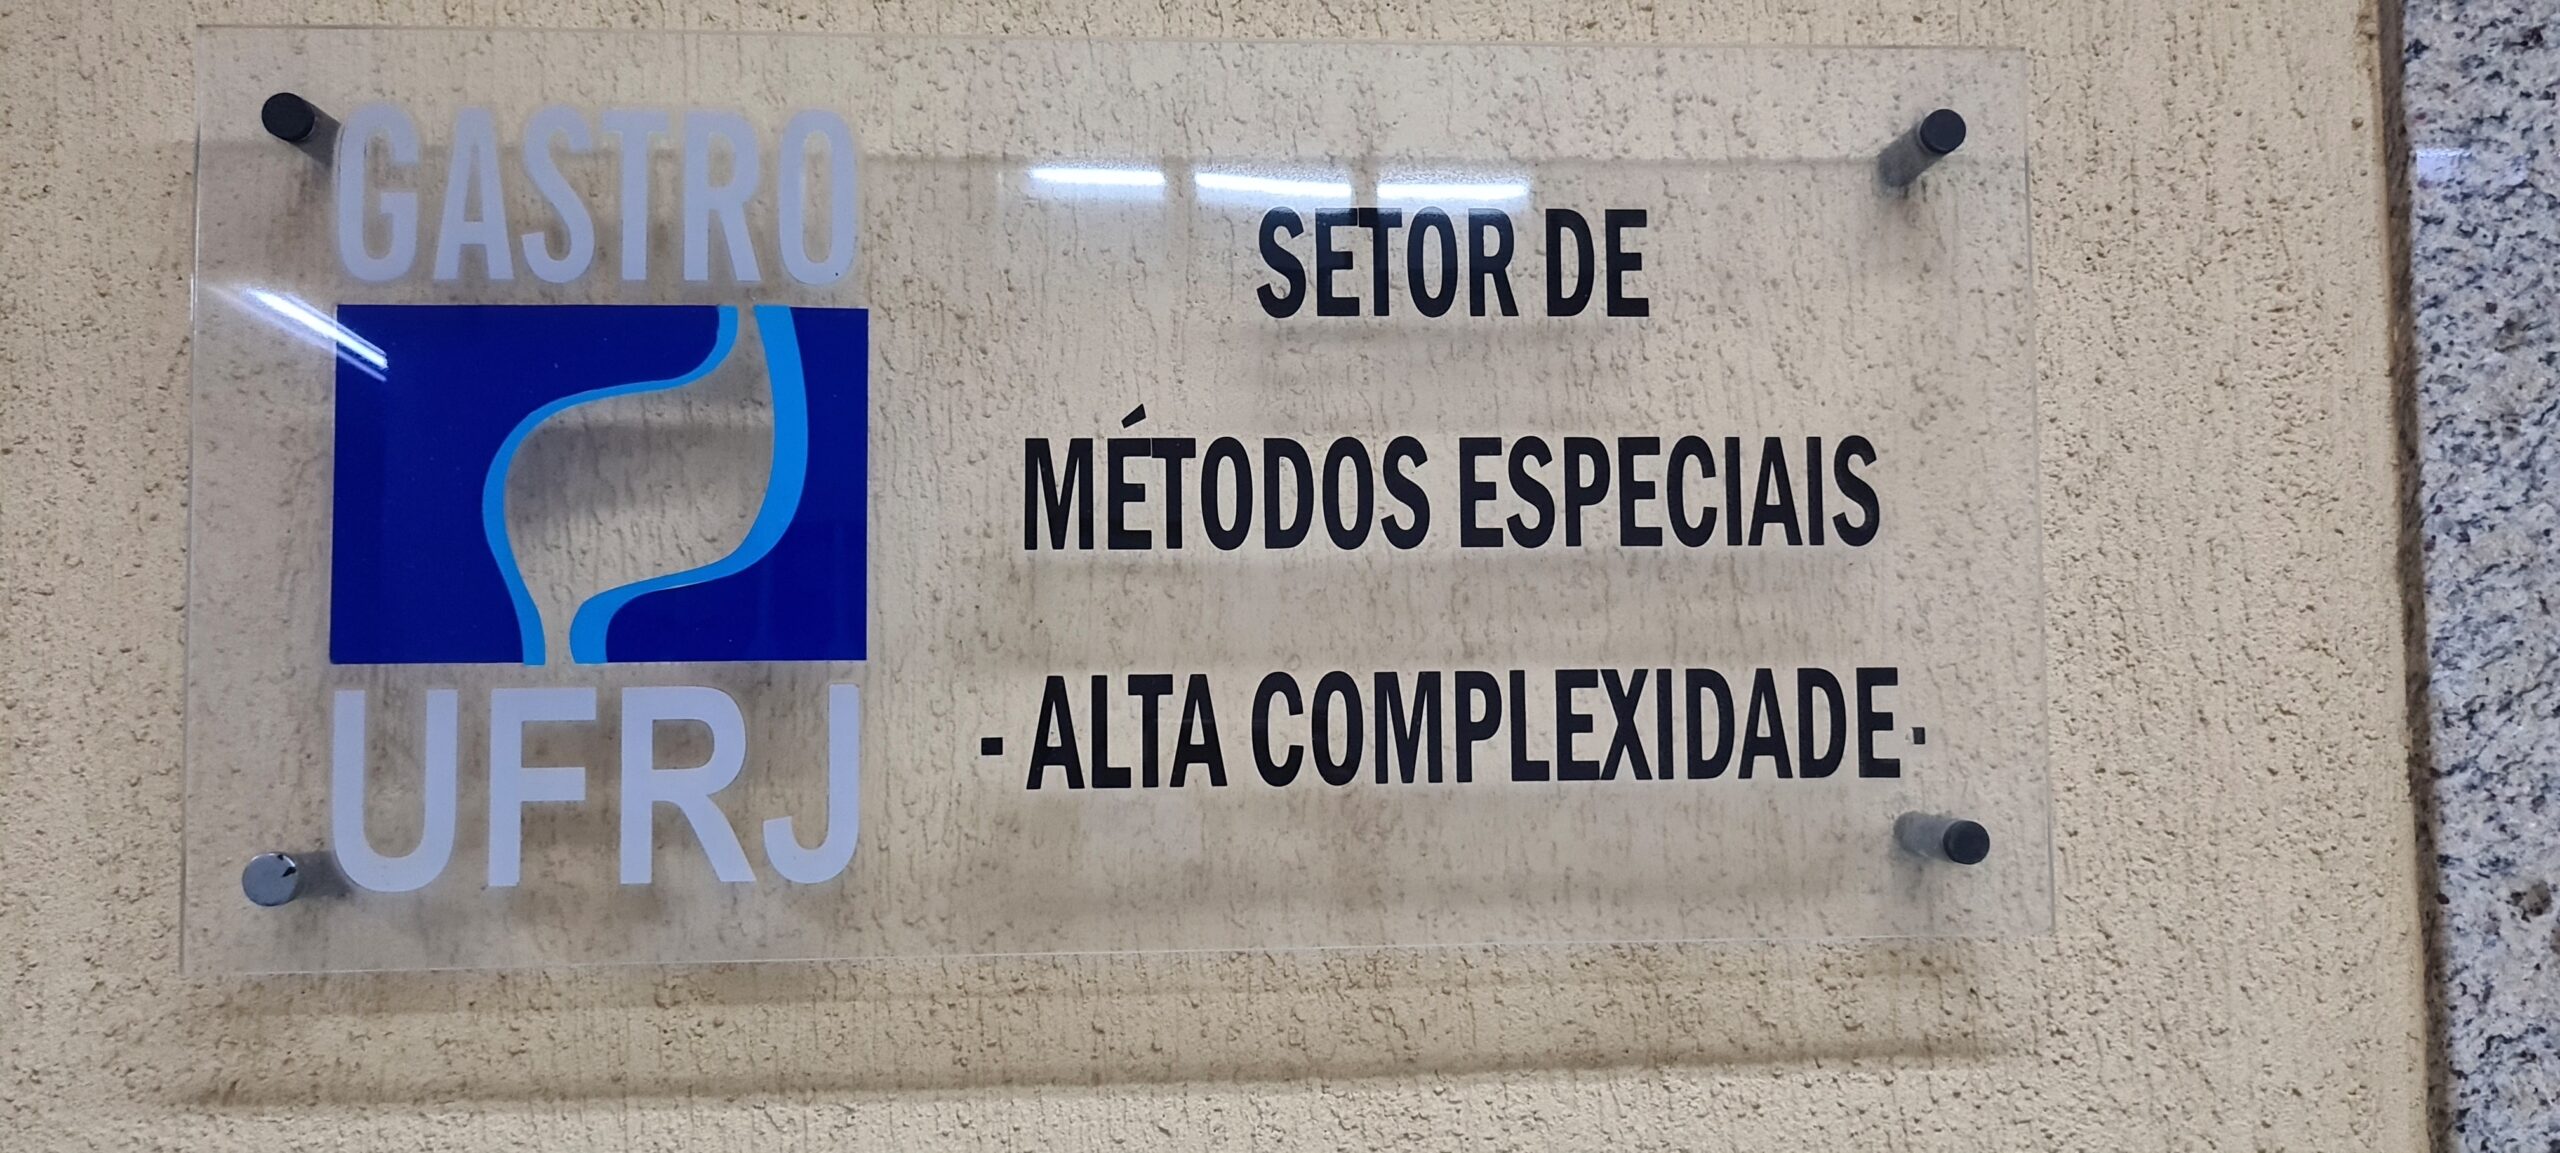 GASTRO
UFRJ
SETOR DE
MÉTODOS ESPECIAIS
- ALTA COMPLEXIDADE -